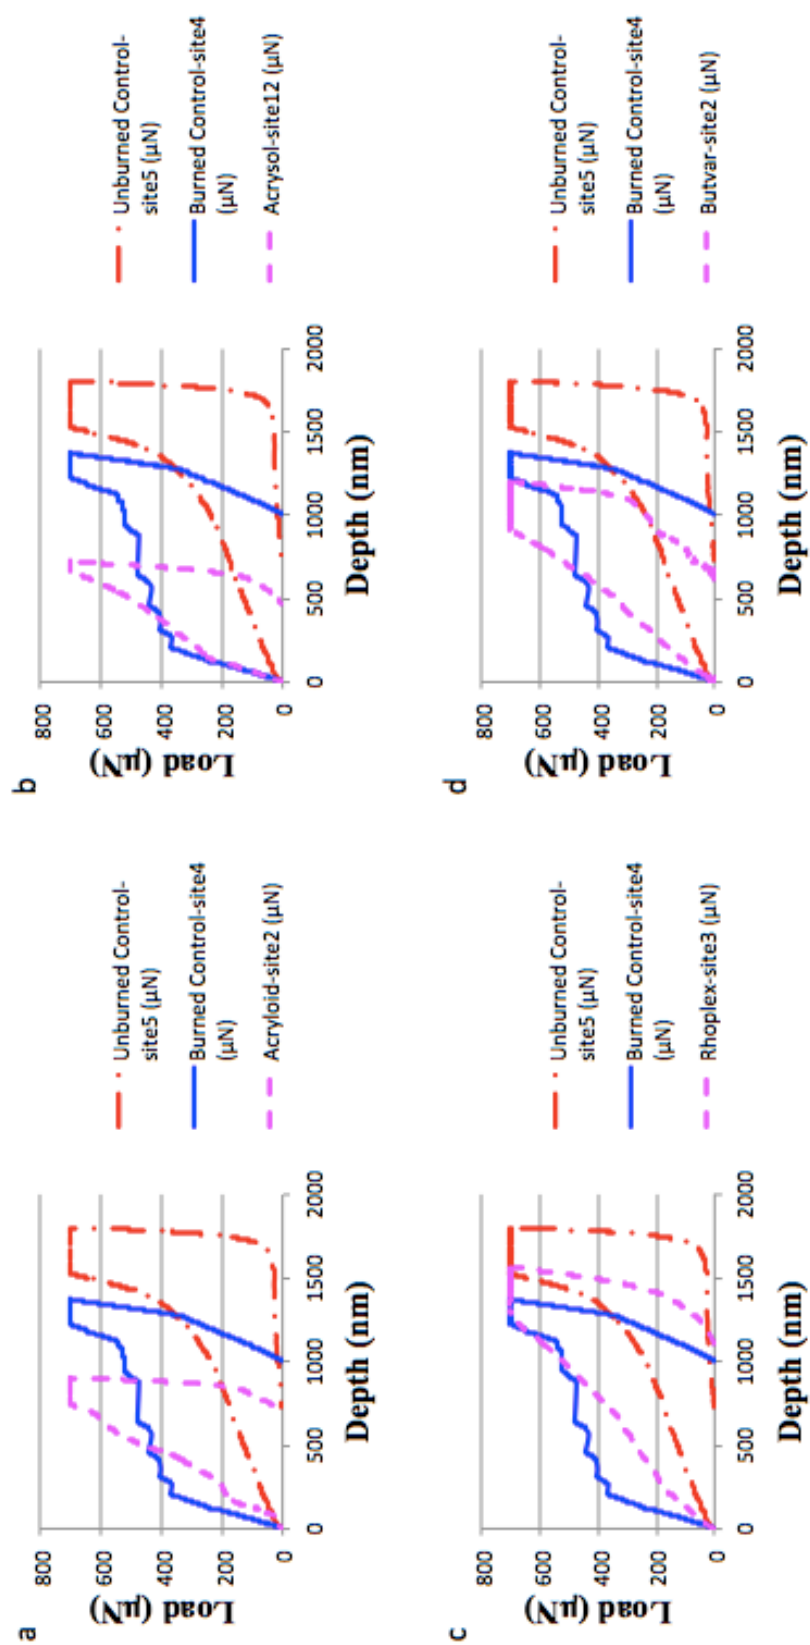 a
800
600
400
200
0
Load (µN)
0
500
1000
1500
2000
Depth (nm)
Unburned Control-
site5 (µN)
Burned Control-site4
(µN)
Acryloid-site2 (µN)
b
800
600
400
200
0
Load (µN)
0
500
1000
1500
2000
Depth (nm)
Unburned Control-
site5 (µN)
Burned Control-site4
(µN)
Acrysol-site12 (µN)
c
800
600
400
200
0
Load (µN)
0
500
1000
1500
2000
Depth (nm)
Unburned Control-
site5 (µN)
Burned Control-site4
(µN)
Rhoplex-site3 (µN)
d
800
600
400
200
0
Load (µN)
0
500
1000
1500
2000
Depth (nm)
Unburned Control-
site5 (µN)
Burned Control-site4
(µN)
Butvar-site2 (µN)